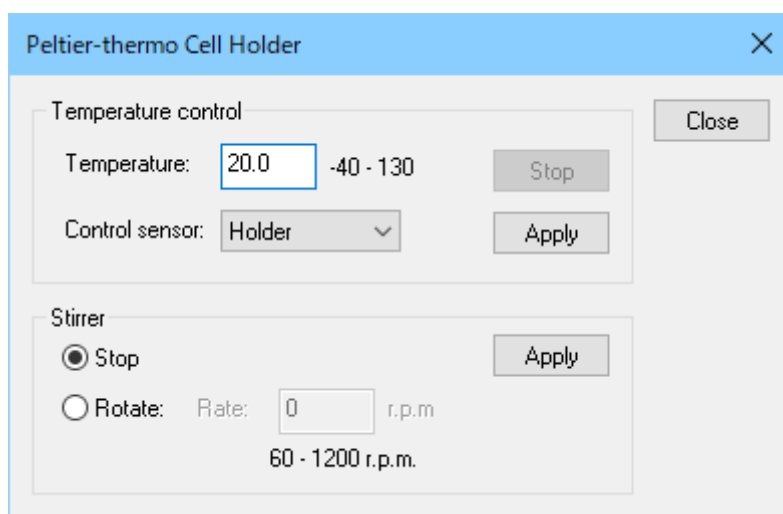 Peltier-thermo Cell Holder
Temperature control
Close
Temperature: 20.0 -40 - 130 Stop
Control sensor: Holder Apply
Stirrer
Stop Apply
Rotate: Rate: 0 r.p.m
60 - 1200 r.p.m.